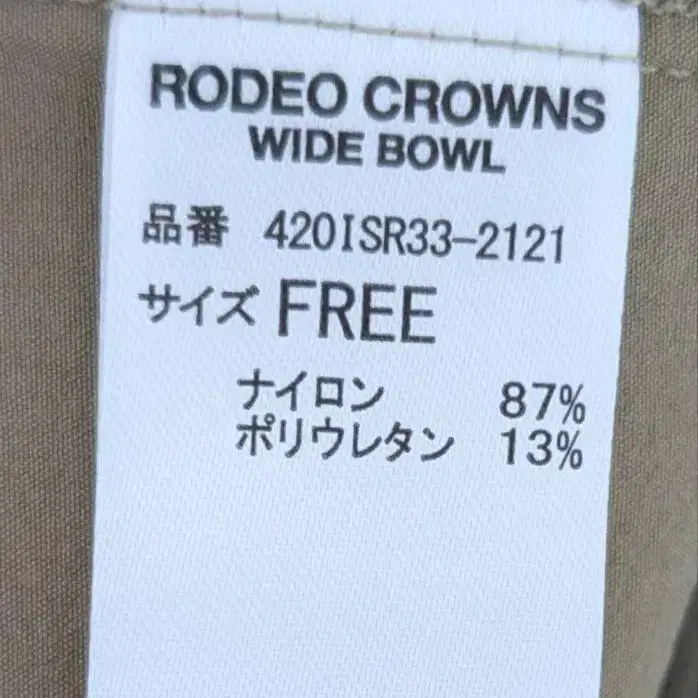 RODEO CROWNS
WIDE BOWL
品番 420ISR33-2121
サイズ FREE
ナイロン 87%
ポリウレタン 13%